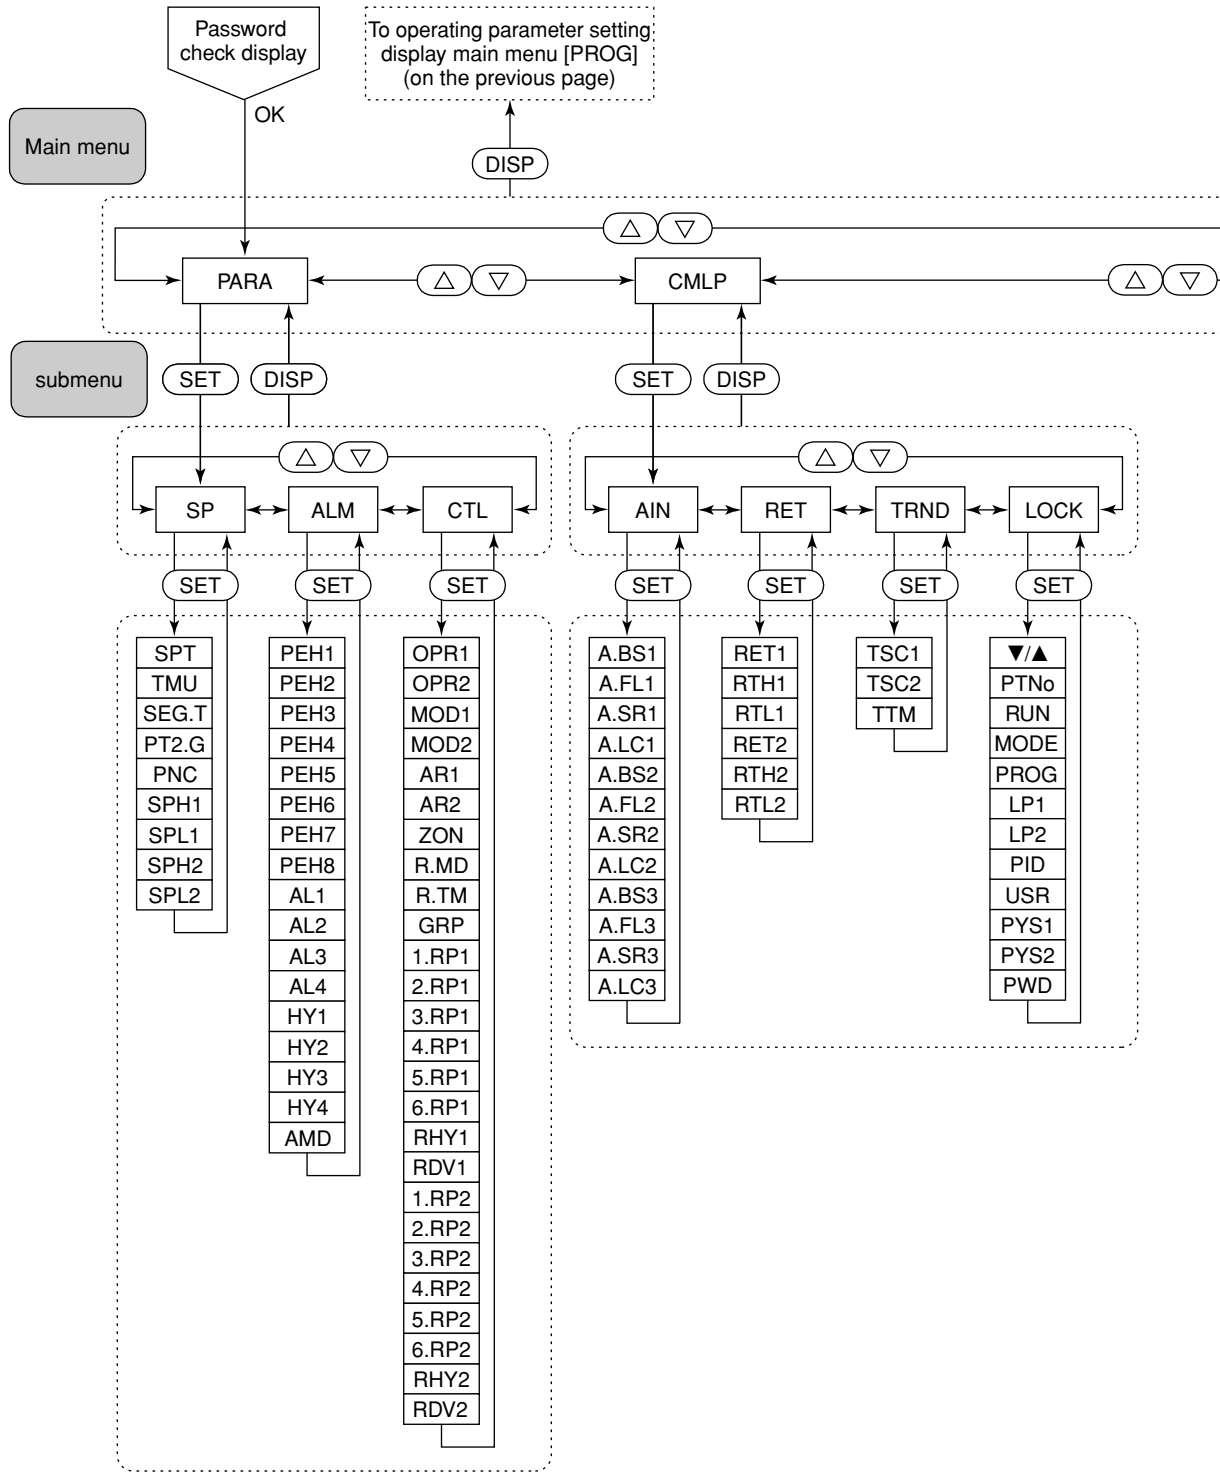 Password
check display
To operating parameter setting
display main menu [PROG]
(on the previous page)
OK
Main menu
DISP
△ ▽
PARA
△ ▽
CMLP
△ ▽
submenu
SET
DISP
SET
DISP
△ ▽
△ ▽
SP
ALM
CTL
AIN
RET
TRND
LOCK
SET
SET
SET
SET
SET
SET
SET
SPT
TMU
SEG.T
PT2.G
PNC
SPH1
SPL1
SPH2
SPL2
PEH1
PEH2
PEH3
PEH4
PEH5
PEH6
PEH7
PEH8
AL1
AL2
AL3
AL4
HY1
HY2
HY3
HY4
AMD
OPR1
OPR2
MOD1
MOD2
AR1
AR2
ZON
R.MD
R.TM
GRP
1.RP1
2.RP1
3.RP1
4.RP1
5.RP1
6.RP1
RHY1
RDV1
1.RP2
2.RP2
3.RP2
4.RP2
5.RP2
6.RP2
RHY2
RDV2
A.BS1
A.FL1
A.SR1
A.LC1
A.BS2
A.FL2
A.SR2
A.LC2
A.BS3
A.FL3
A.SR3
A.LC3
RET1
RTH1
RTL1
RET2
RTH2
RTL2
TSC1
TSC2
TTM
▼/▲
PTNo
RUN
MODE
PROG
LP1
LP2
PID
USR
PYS1
PYS2
PWD